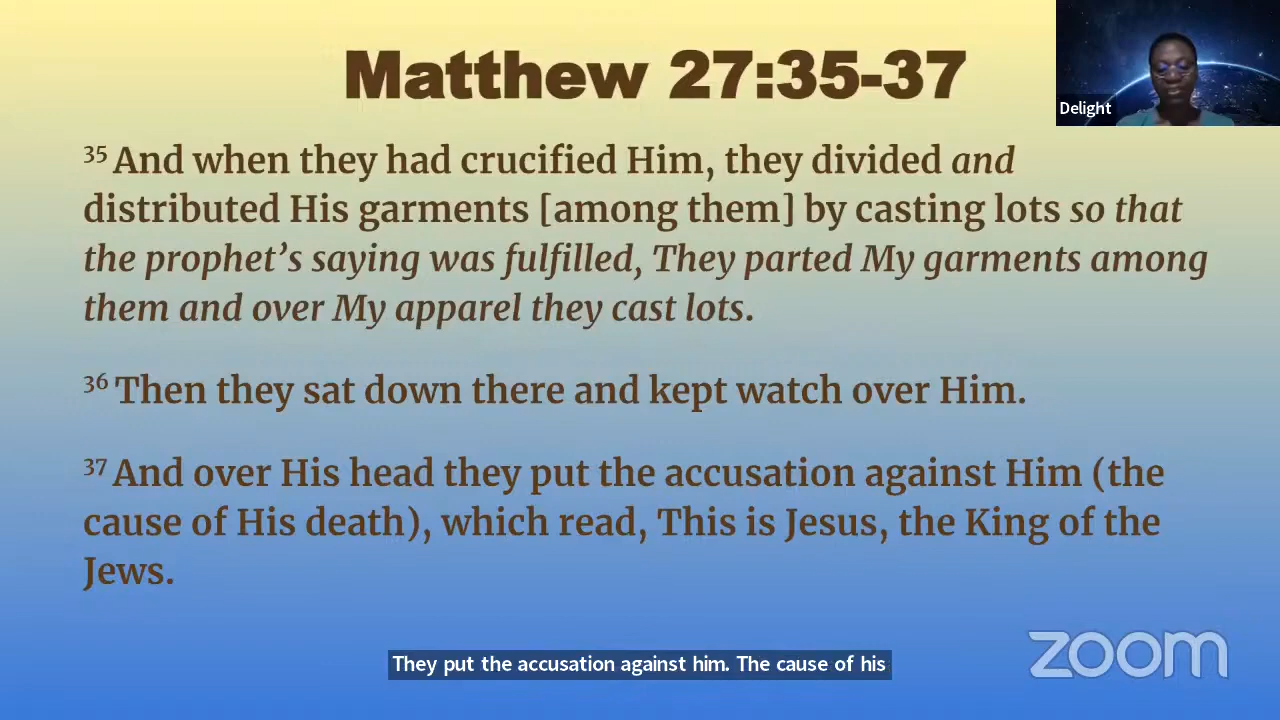 Matthew 27:35-37
Delight
35 And when they had crucified Him, they divided and
distributed His garments [among them] by casting lots so that
the prophet’s saying was fulfilled, They parted My garments among
them and over My apparel they cast lots.
36 Then they sat down there and kept watch over Him.
37 And over His head they put the accusation against Him (the
cause of His death), which read, This is Jesus, the King of the
Jews.
They put the accusation against him. The cause of his
zoom